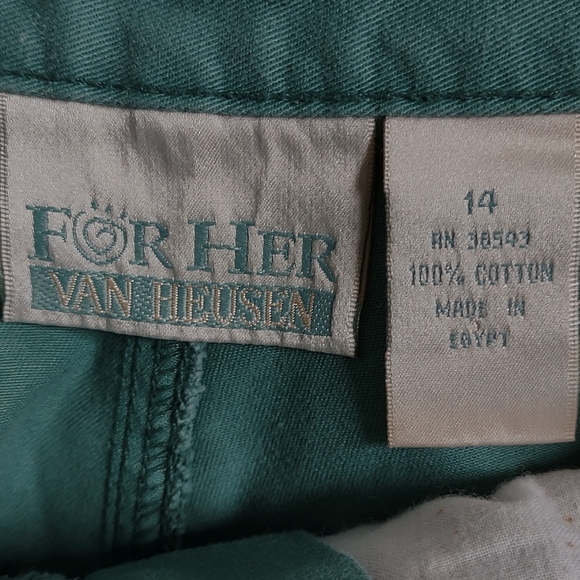 FOR HER
VAN HEUSEN
14
RN 38543
100% COTTON
MADE IN
EGYPT